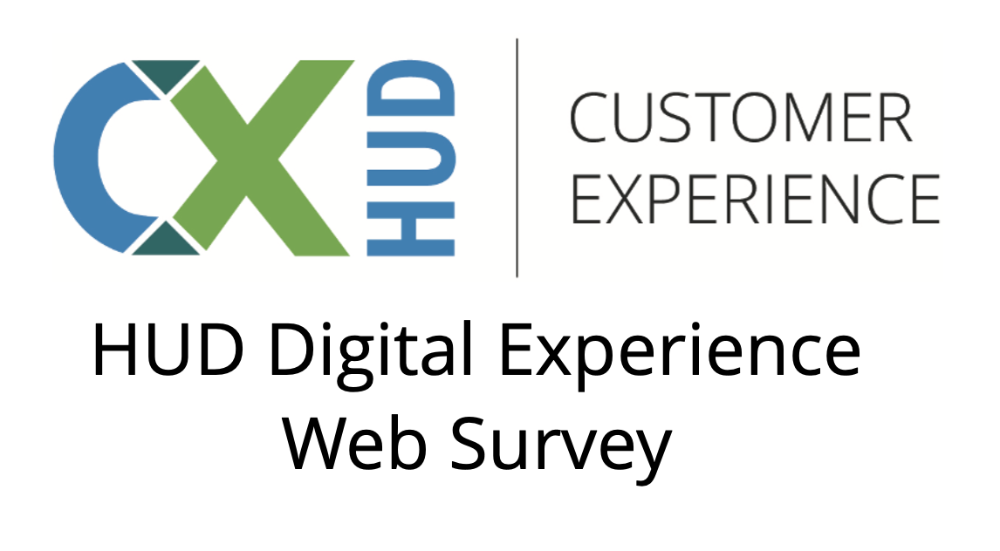 CX HUD
CUSTOMER
EXPERIENCE
HUD Digital Experience
Web Survey